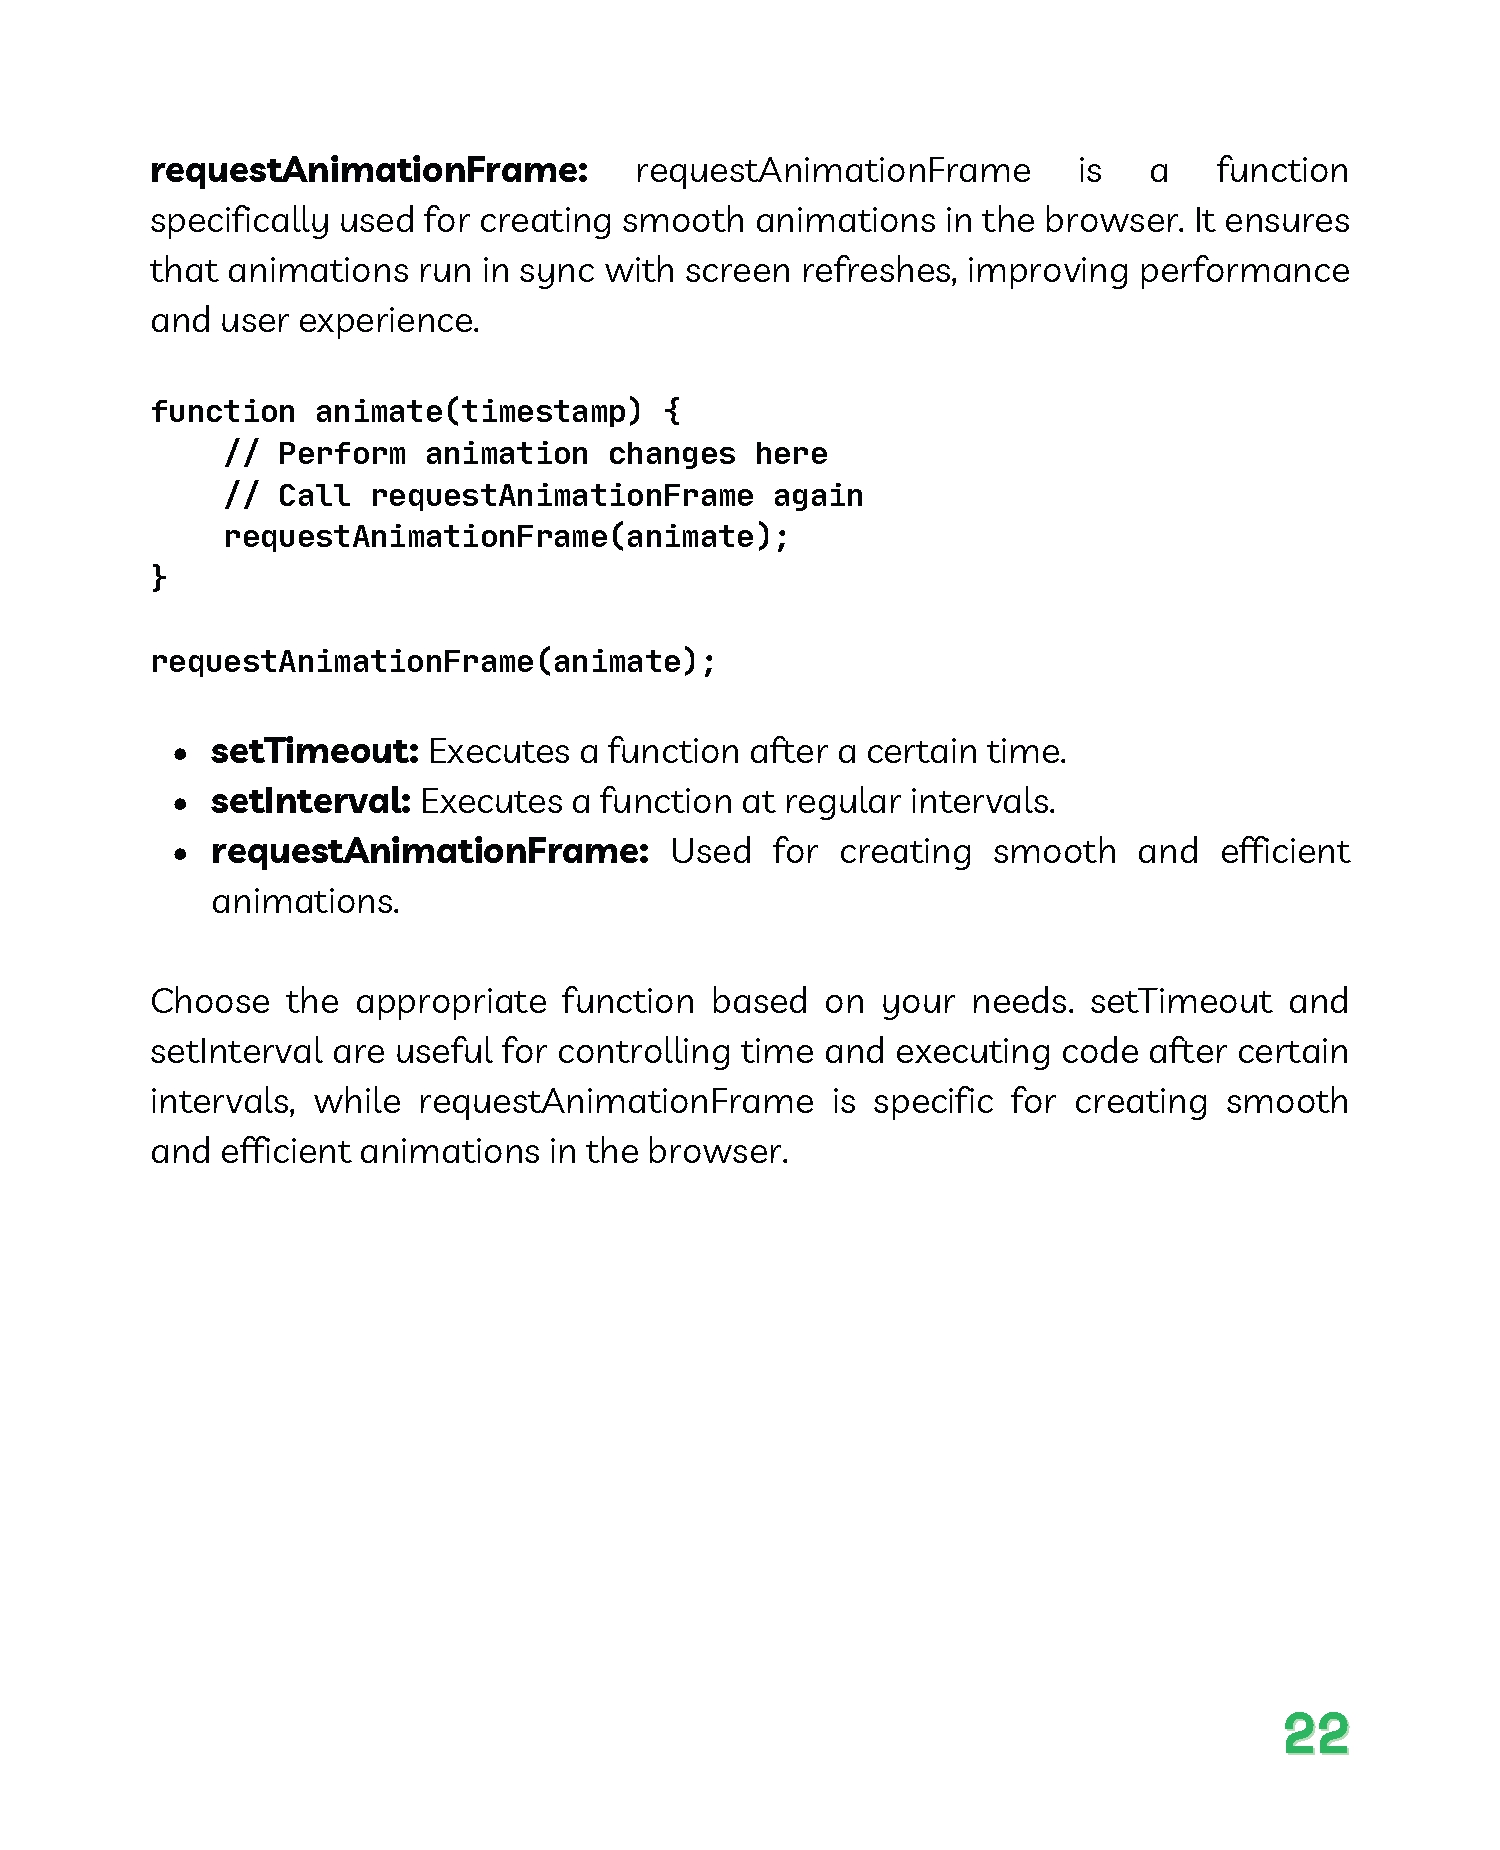 requestAnimationFrame: requestAnimationFrame is a function
specifically used for creating smooth animations in the browser. It ensures
that animations run in sync with screen refreshes, improving performance
and user experience.
function animate(timestamp) {
    // Perform animation changes here
    // Call requestAnimationFrame again
    requestAnimationFrame(animate);
}
requestAnimationFrame(animate);
• setTimeout: Executes a function after a certain time.
• setInterval: Executes a function at regular intervals.
• requestAnimationFrame: Used for creating smooth and efficient
animations.
Choose the appropriate function based on your needs. setTimeout and
setInterval are useful for controlling time and executing code after certain
intervals, while requestAnimationFrame is specific for creating smooth
and efficient animations in the browser.
22